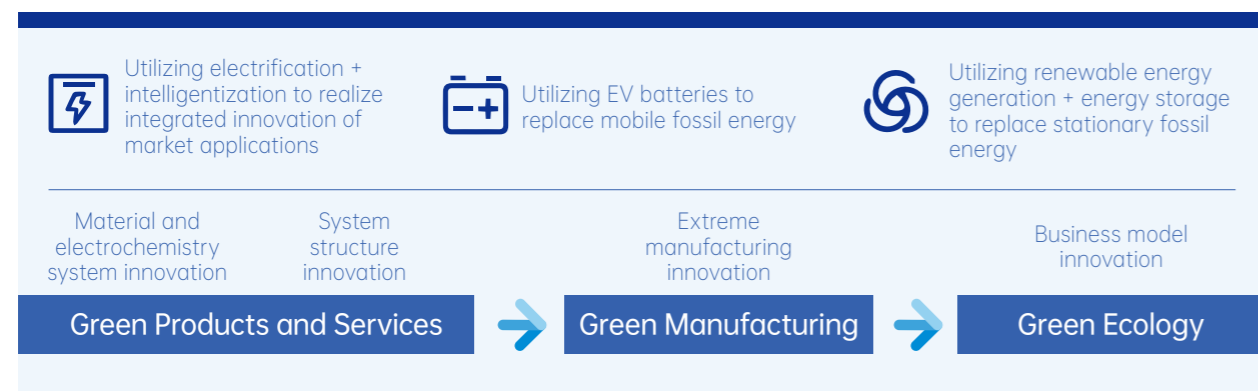 Utilizing electrification +
intelligentization to realize
integrated innovation of
market applications
Utilizing EV batteries to
replace mobile fossil energy
Utilizing renewable energy
generation + energy storage
to replace stationary fossil
energy
Material and
electrochemistry
system innovation
System
structure
innovation
Extreme
manufacturing
innovation
Business model
innovation
Green Products and Services
Green Manufacturing
Green Ecology